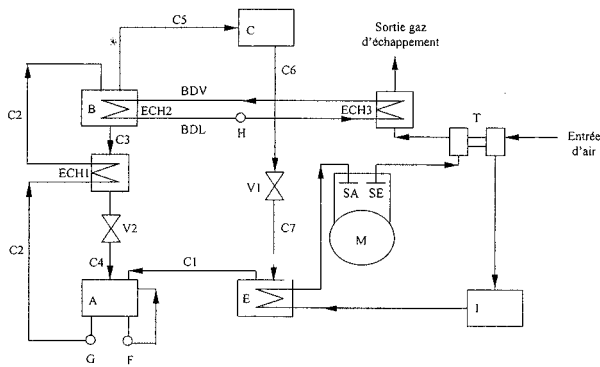 C5
C
Sortie gaz
d'échappement
*
C6
C2
B
BDV
ECH2
ECH3
BDL
H
T
C3
Entrée
d'air
ECH1
V1
SA
SE
V2
C2
C7
M
C4
C1
A
E
I
G
F